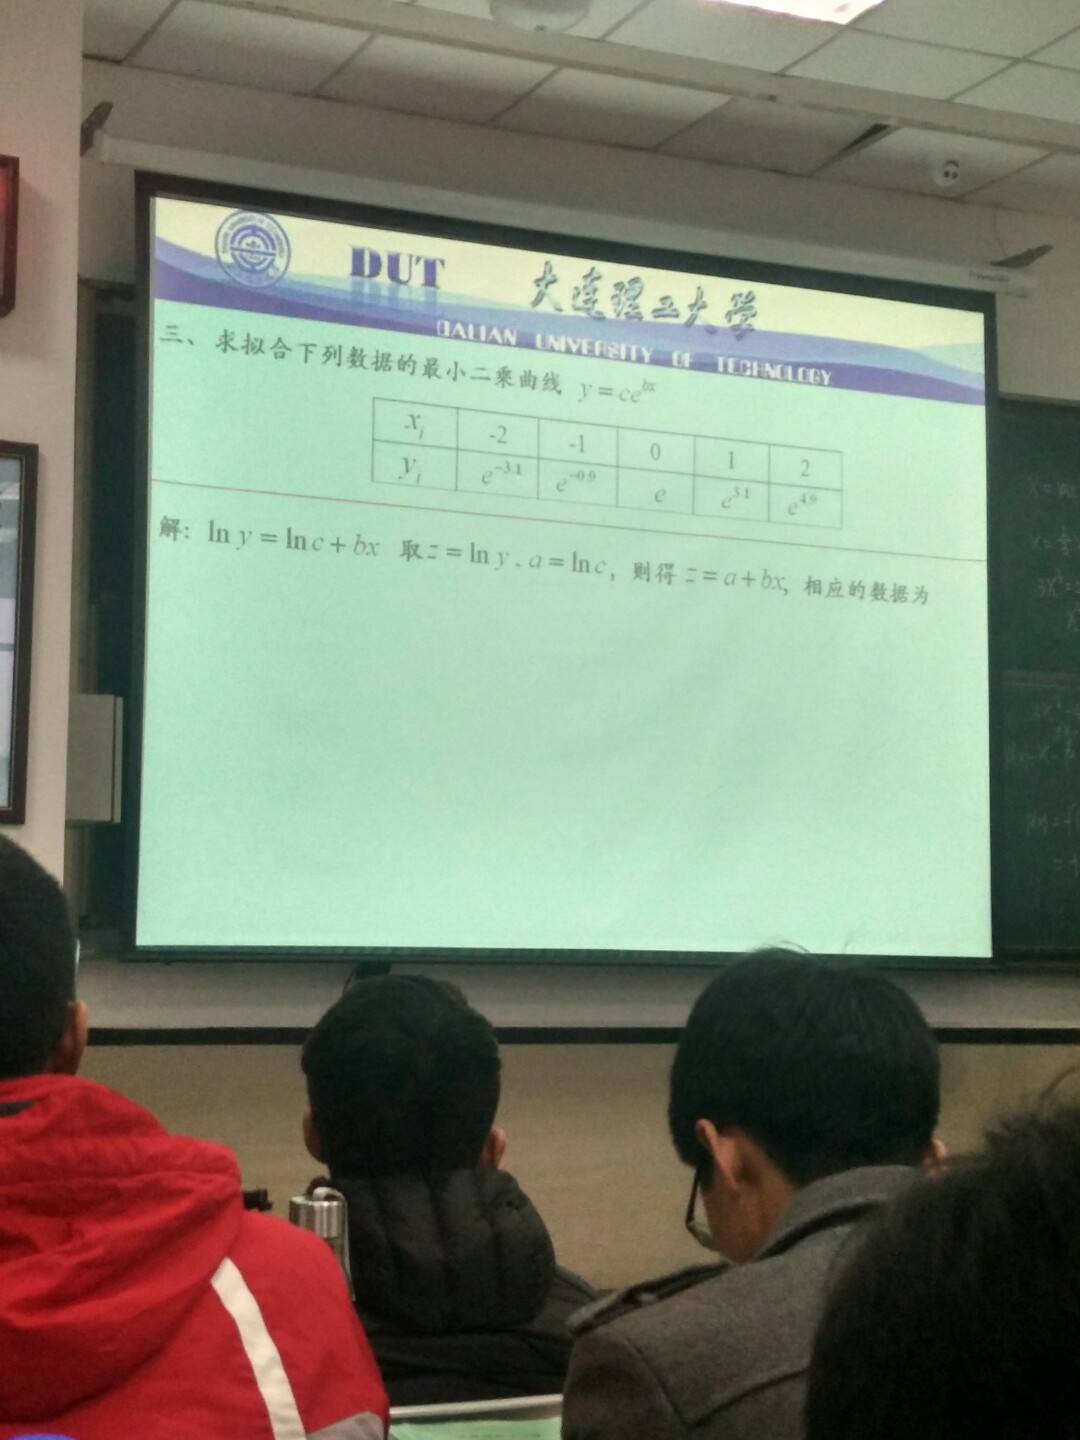 DUT 大连理工大学
DALIAN UNIVERSITY OF TECHNOLOGY
三、求拟合下列数据的最小二乘曲线 y = ce^{bx}
x_i -2 -1 0 1 2
y_i e^{-3.1} e^{-0.9} e e^{3.1} e^{4.9}
解: ln y = ln c + bx 取 z = ln y、a = ln c, 则得 z = a + bx, 相应的数据为